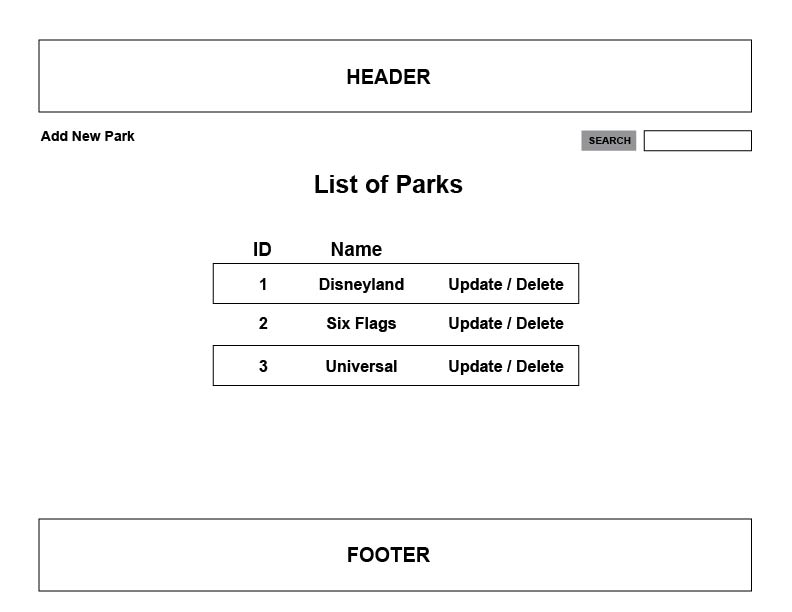 HEADER
Add New Park
SEARCH
List of Parks
ID Name
1 Disneyland Update / Delete
2 Six Flags Update / Delete
3 Universal Update / Delete
FOOTER